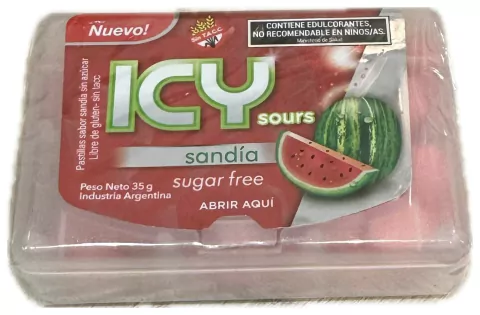 Nuevo!
Sin T.A.C.C.
CONTIENE EDULCORANTES,
NO RECOMENDABLE EN NIÑOS/AS.
Ministerio de Salud
Pastillas sabor sandía sin azúcar
Libre de gluten- sin tacc
ICY
sours
sandía
sugar free
Peso Neto 35 g
Industria Argentina
ABRIR AQUÍ